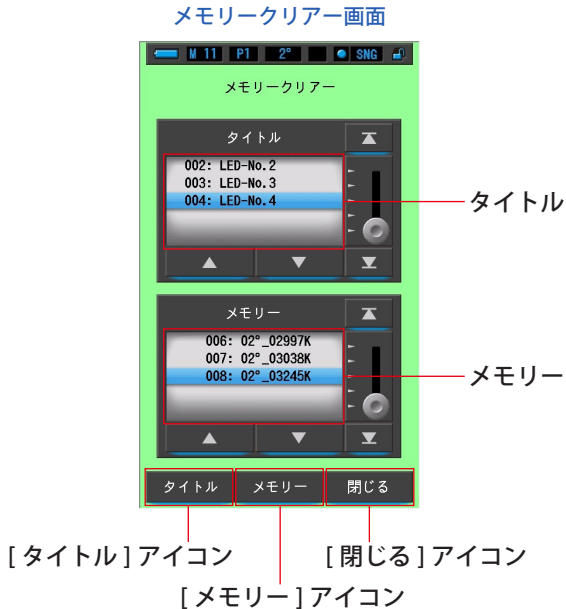 メモリークリアー画面
M 11 P1 2° SNG
メモリークリアー
タイトル
002: LED-No.2
003: LED-No.3
004: LED-No.4
タイトル
メモリー
006: 02°_02997K
007: 02°_03038K
008: 02°_03245K
メモリー
タイトル メモリー 閉じる
[ タイトル ] アイコン [ 閉じる ] アイコン
[ メモリー ] アイコン